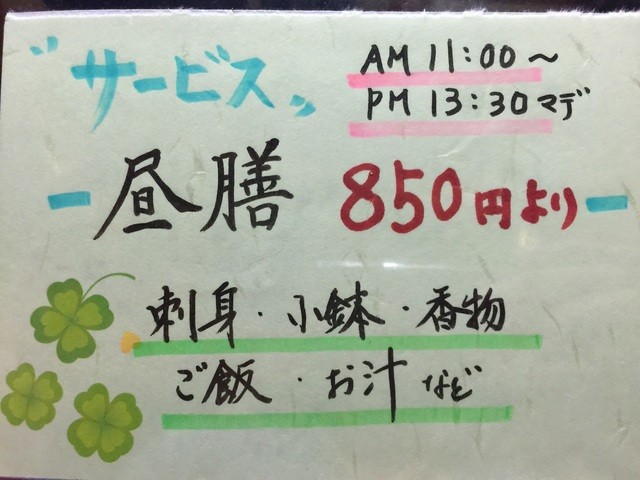 "サービス"
AM 11:00~
PM 13:30マデ
昼膳 850円より
刺身・小鉢・香物
ご飯・お汁など